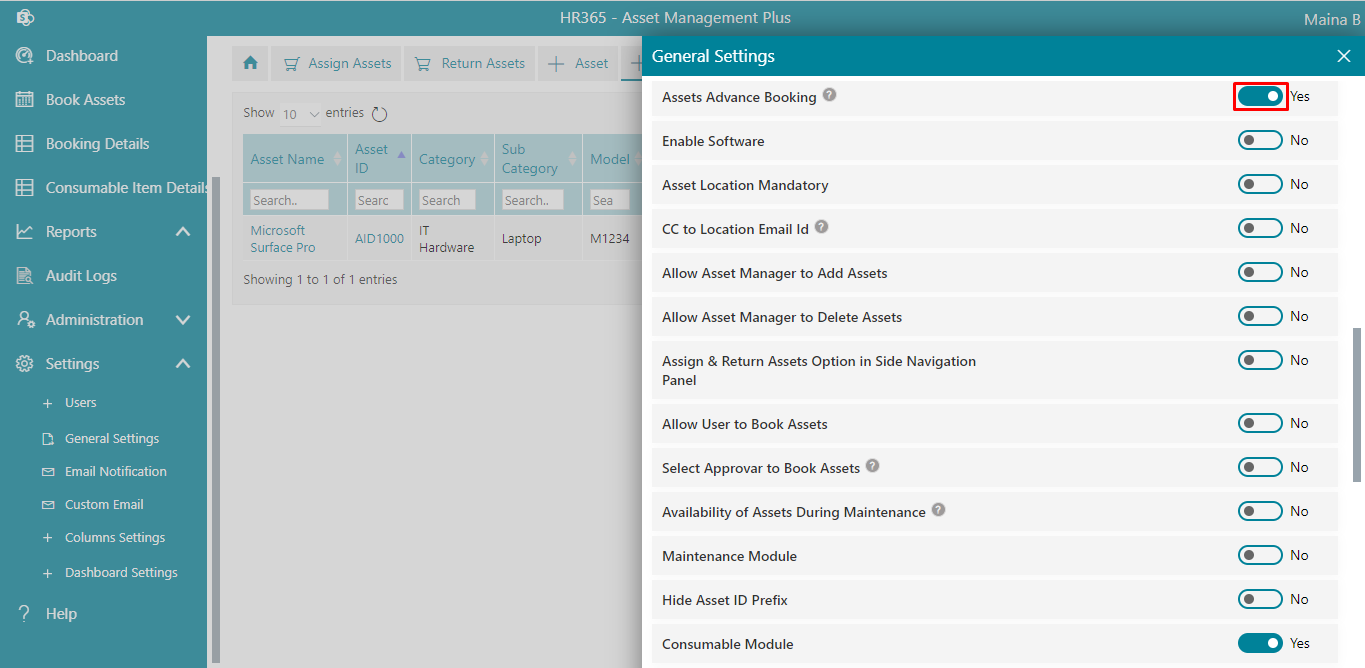 HR365 - Asset Management Plus
Maina B
Dashboard
Book Assets
Booking Details
Consumable Item Details
Reports
Audit Logs
Administration
Settings
Users
General Settings
Email Notification
Custom Email
Columns Settings
Dashboard Settings
? Help
Assign Assets
Return Assets
Asset
Show 10 entries
Asset Name
Asset ID
Category
Sub Category
Model
Search..
Searc
Search
Search..
Sea
Microsoft Surface Pro
AID1000
IT Hardware
Laptop
M1234
Showing 1 to 1 of 1 entries
General Settings
Assets Advance Booking ? Yes
Enable Software No
Asset Location Mandatory No
CC to Location Email Id ? No
Allow Asset Manager to Add Assets No
Allow Asset Manager to Delete Assets No
Assign & Return Assets Option in Side Navigation No
Panel
Allow User to Book Assets No
Select Approvar to Book Assets ? No
Availability of Assets During Maintenance ? No
Maintenance Module No
Hide Asset ID Prefix No
Consumable Module Yes